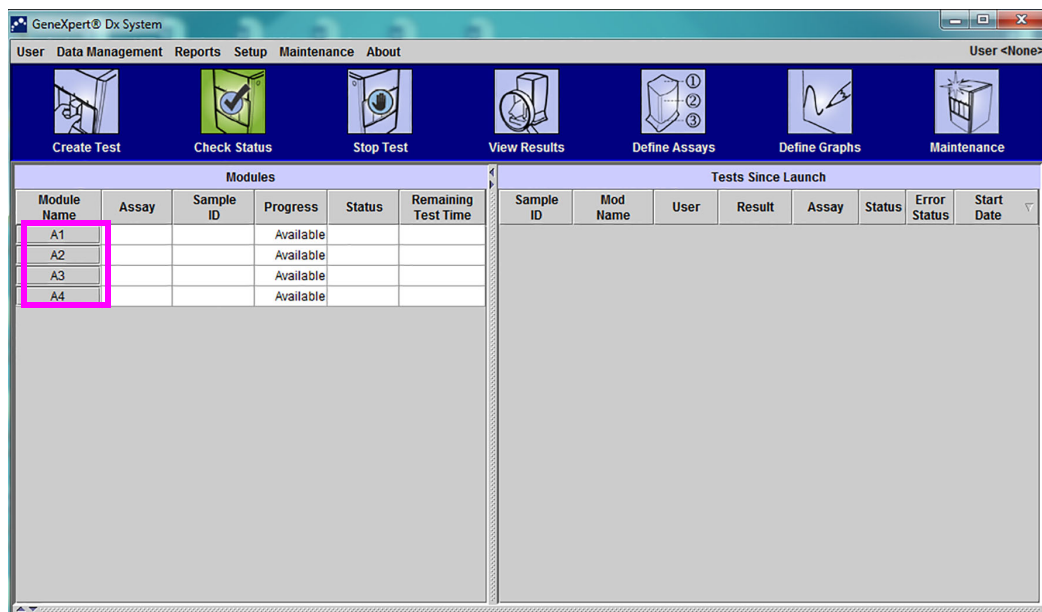 GeneXpert® Dx System
User Data Management Reports Setup Maintenance About User <None>
①
②
③
Create Test Check Status Stop Test View Results Define Assays Define Graphs Maintenance
Modules Tests Since Launch
Module Name Assay Sample ID Progress Status Remaining Test Time Sample ID Mod Name User Result Assay Status Error Status Start Date
A1 Available
A2 Available
A3 Available
A4 Available